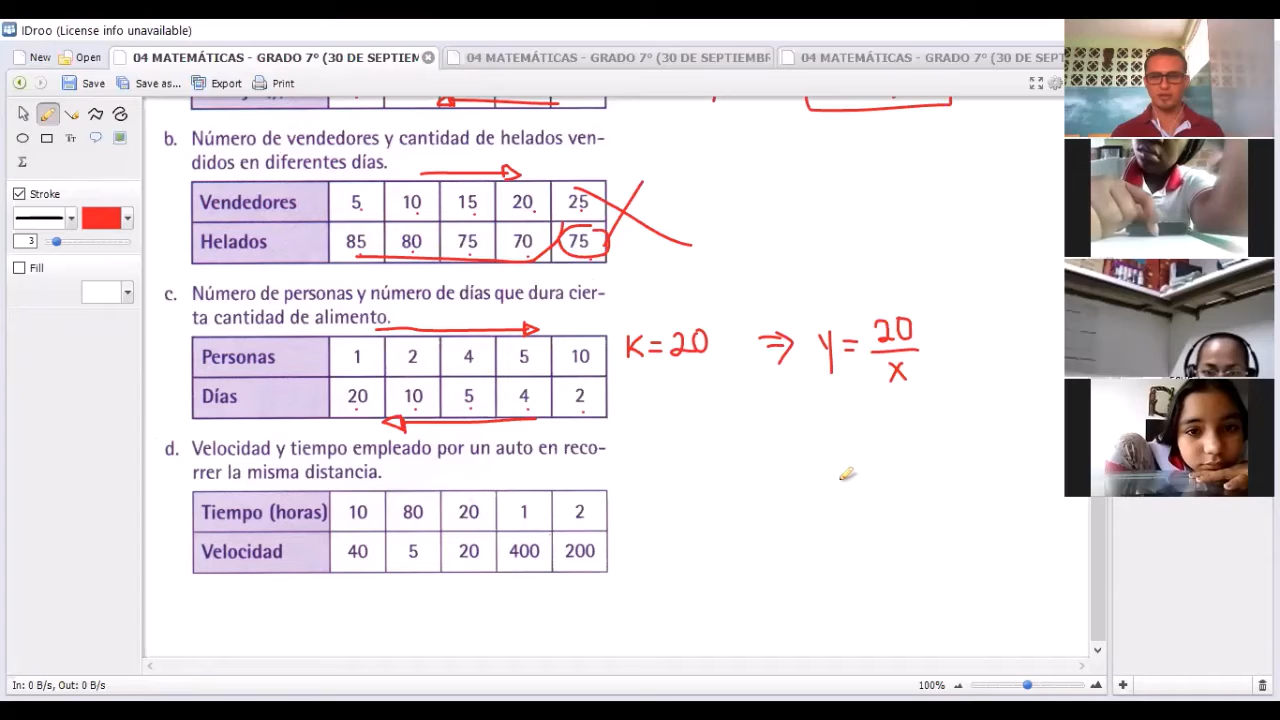 IDroo (License info unavailable)
New Open 04 MATEMÁTICAS - GRADO 7º (30 DE SEPTIEM 04 MATEMÁTICAS - GRADO 7º (30 DE SEPTIEMBR 04 MATEMÁTICAS - GRADO 7º (30 DE SEPT
Save Save as... Export Print
Tr
Σ
Stroke
3
Fill
b. Número de vendedores y cantidad de helados ven-
didos en diferentes días.
Vendedores 5 10 15 20 25
Helados 85 80 75 70 75
c. Número de personas y número de días que dura cier-
ta cantidad de alimento.
Personas 1 2 4 5 10
Días 20 10 5 4 2
K=20 ⇒ y = 20/x
d. Velocidad y tiempo empleado por un auto en reco-
rrer la misma distancia.
Tiempo (horas) 10 80 20 1 2
Velocidad 40 5 20 400 200
In: 0 B/s, Out: 0 B/s 100%